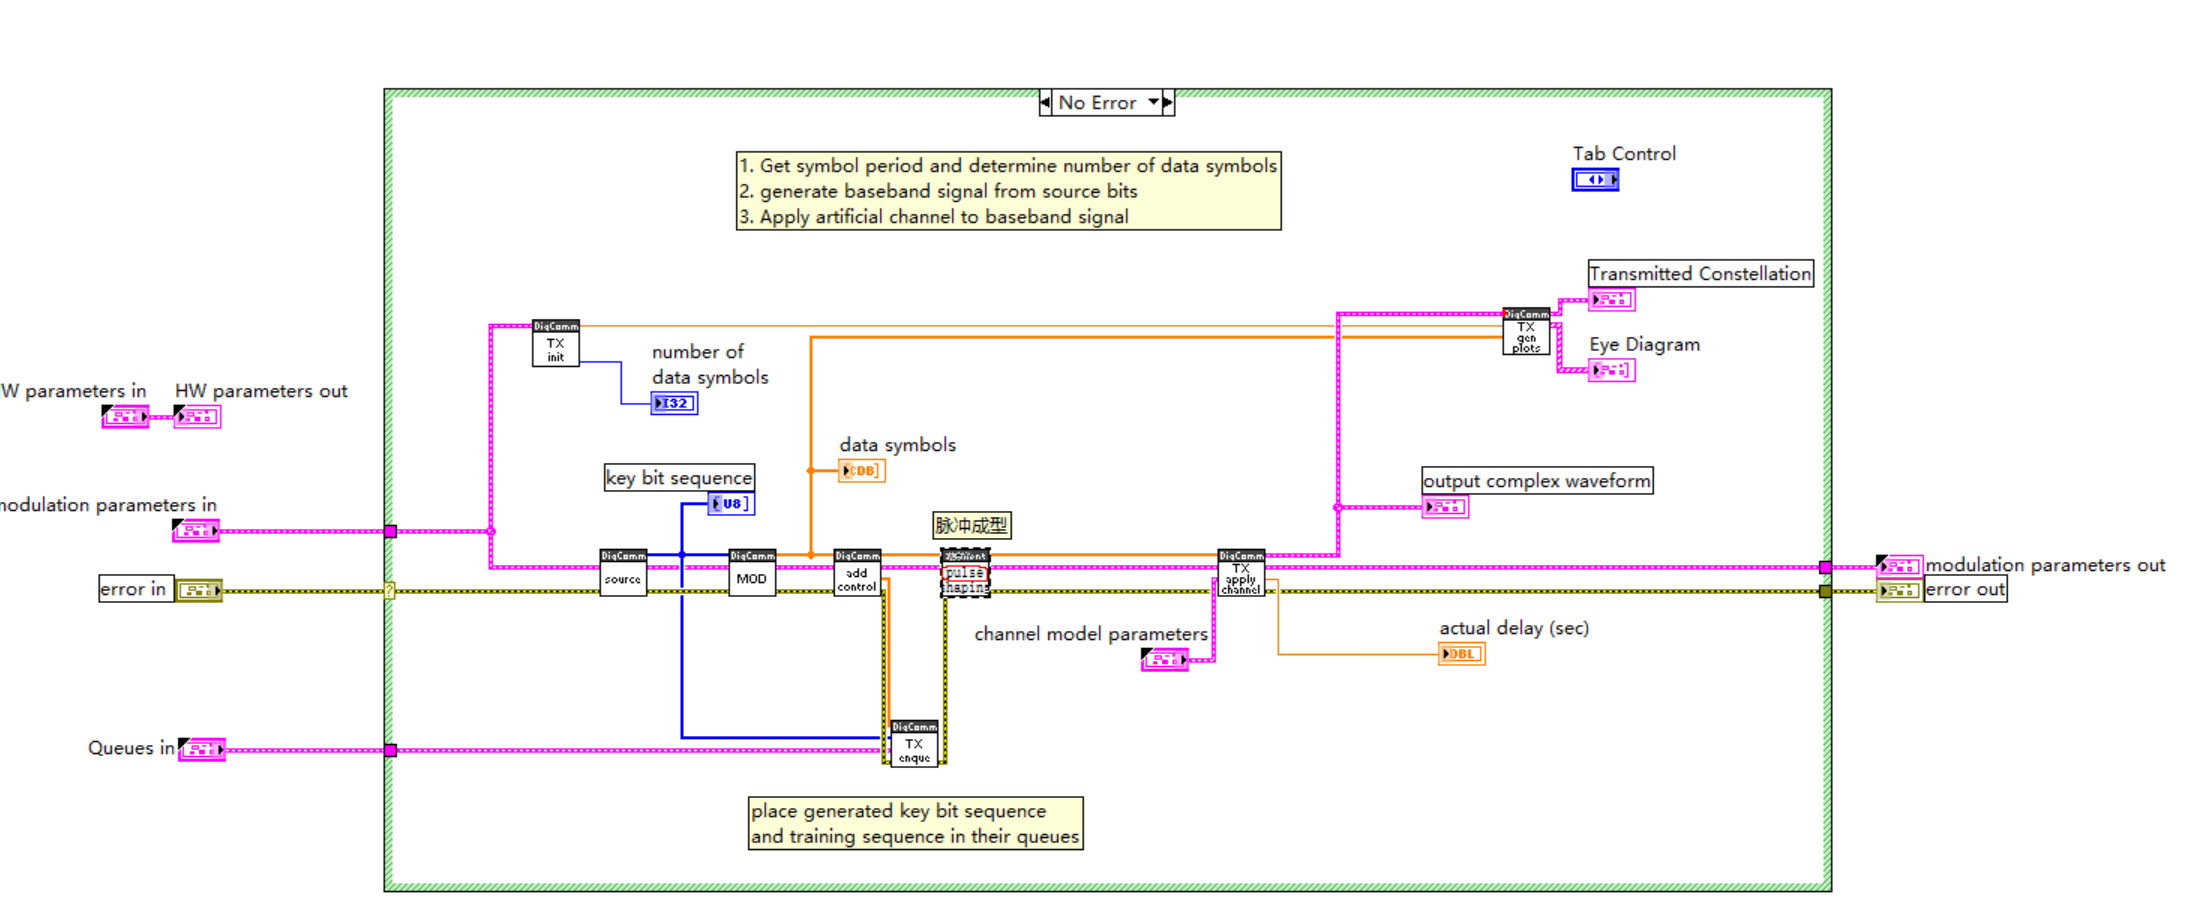 No Error
1. Get symbol period and determine number of data symbols
2. generate baseband signal from source bits
3. Apply artificial channel to baseband signal
Tab Control
Transmitted Constellation
DigComm
TX
gen
plots
Eye Diagram
DigComm
TX
init
number of
data symbols
I32
W parameters in
HW parameters out
data symbols
CDB]
key bit sequence
[U8]
output complex waveform
modulation parameters in
脉冲成型
DigComm
source
DigComm
MOD
DigComm
add
control
pulse
shaping
DigComm
TX
apply
channel
modulation parameters out
error in
?
error out
channel model parameters
actual delay (sec)
DBL
Queues in
DigComm
TX
enque
place generated key bit sequence
and training sequence in their queues